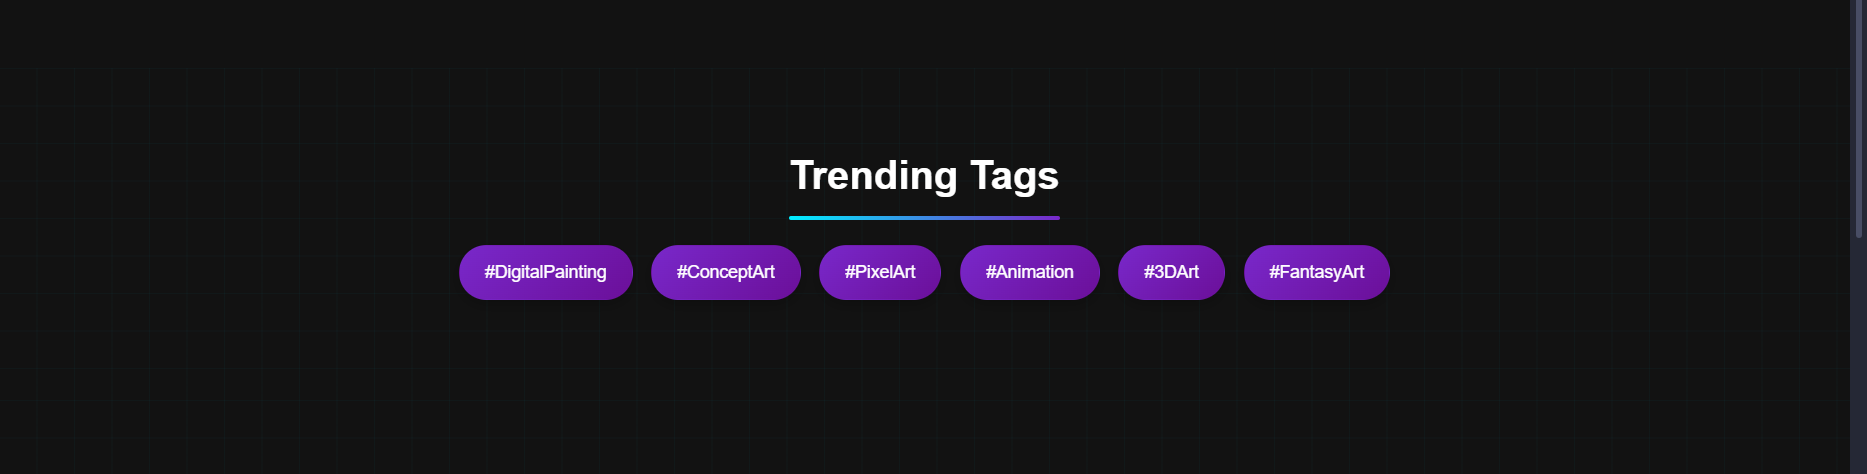 Trending Tags
#DigitalPainting #ConceptArt #PixelArt #Animation #3DArt #FantasyArt